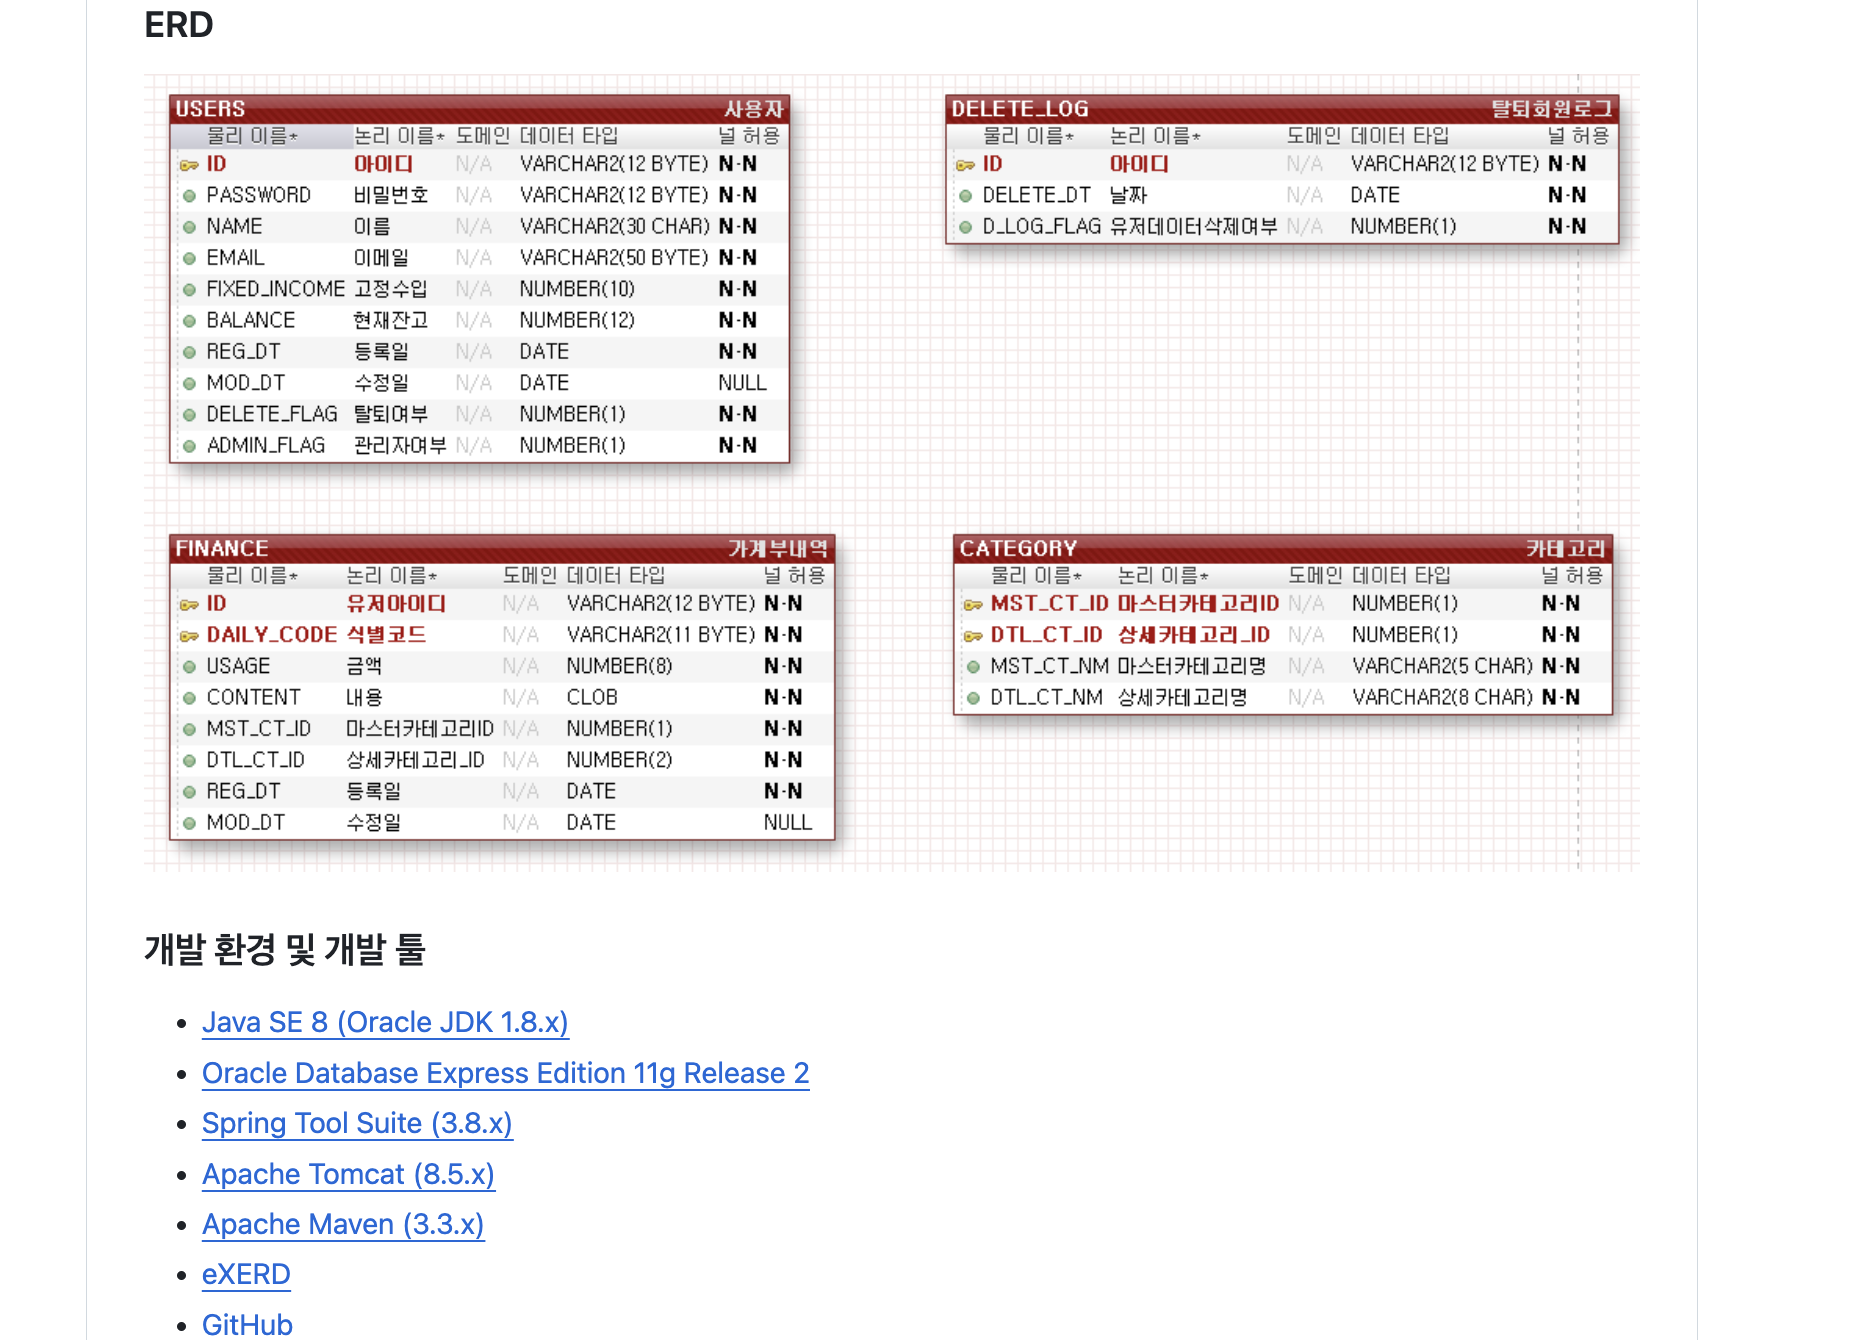 ERD
USERS 사용자
물리 이름* 논리 이름* 도메인 데이터 타입 널 허용
ID 아이디 N/A VARCHAR2(12 BYTE) N-N
PASSWORD 비밀번호 N/A VARCHAR2(12 BYTE) N-N
NAME 이름 N/A VARCHAR2(30 CHAR) N-N
EMAIL 이메일 N/A VARCHAR2(50 BYTE) N-N
FIXED_INCOME 고정수입 N/A NUMBER(10) N-N
BALANCE 현재잔고 N/A NUMBER(12) N-N
REG_DT 등록일 N/A DATE N-N
MOD_DT 수정일 N/A DATE NULL
DELETE_FLAG 탈퇴여부 N/A NUMBER(1) N-N
ADMIN_FLAG 관리자여부 N/A NUMBER(1) N-N
DELETE_LOG 탈퇴회원로그
물리 이름* 논리 이름* 도메인 데이터 타입 널 허용
ID 아이디 N/A VARCHAR2(12 BYTE) N-N
DELETE_DT 날짜 N/A DATE N-N
D_LOG_FLAG 유저데이터삭제여부 N/A NUMBER(1) N-N
FINANCE 가계부내역
물리 이름* 논리 이름* 도메인 데이터 타입 널 허용
ID 유저아이디 N/A VARCHAR2(12 BYTE) N-N
DAILY_CODE 식별코드 N/A VARCHAR2(11 BYTE) N-N
USAGE 금액 N/A NUMBER(8) N-N
CONTENT 내용 N/A CLOB N-N
MST_CT_ID 마스터카테고리ID N/A NUMBER(1) N-N
DTL_CT_ID 상세카테고리_ID N/A NUMBER(2) N-N
REG_DT 등록일 N/A DATE N-N
MOD_DT 수정일 N/A DATE NULL
CATEGORY 카테고리
물리 이름* 논리 이름* 도메인 데이터 타입 널 허용
MST_CT_ID 마스터카테고리ID N/A NUMBER(1) N-N
DTL_CT_ID 상세카테고리_ID N/A NUMBER(1) N-N
MST_CT_NM 마스터카테고리명 N/A VARCHAR2(5 CHAR) N-N
DTL_CT_NM 상세카테고리명 N/A VARCHAR2(8 CHAR) N-N
개발 환경 및 개발 툴
Java SE 8 (Oracle JDK 1.8.x)
Oracle Database Express Edition 11g Release 2
Spring Tool Suite (3.8.x)
Apache Tomcat (8.5.x)
Apache Maven (3.3.x)
eXERD
GitHub